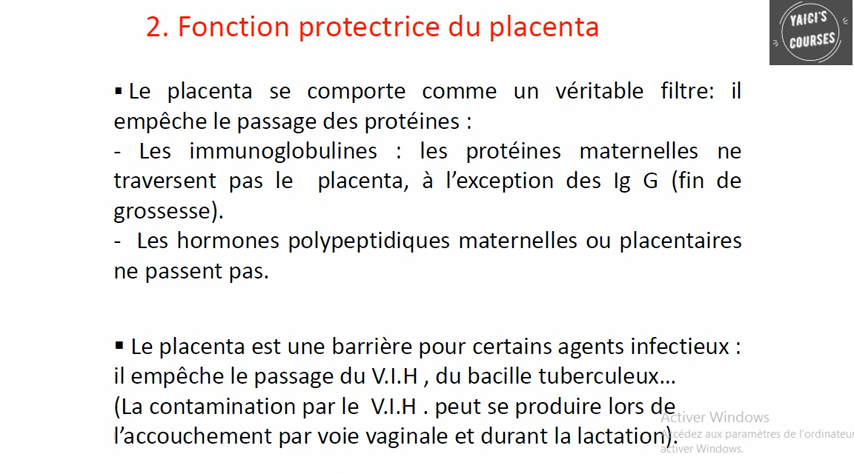 2. Fonction protectrice du placenta
YAICI'S
COURSES
▪ Le placenta se comporte comme un véritable filtre: il
empêche le passage des protéines :
- Les immunoglobulines : les protéines maternelles ne
traversent pas le placenta, à l'exception des Ig G (fin de
grossesse).
- Les hormones polypeptidiques maternelles ou placentaires
ne passent pas.
▪ Le placenta est une barrière pour certains agents infectieux :
il empêche le passage du V.I.H , du bacille tuberculeux...
(La contamination par le V.I.H . peut se produire lors de
l'accouchement par voie vaginale et durant la lactation).
Activer Windows
Accédez aux paramètres de l'ordinateur
activer Windows.